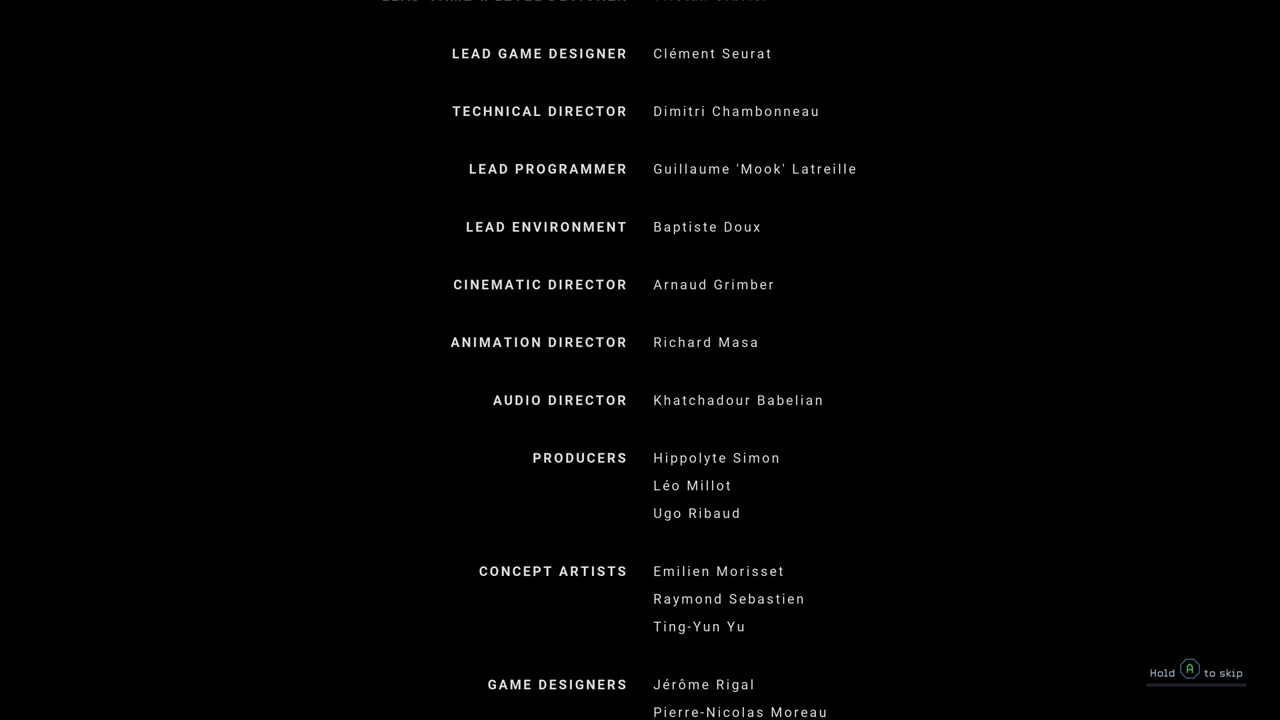 LEAD GAME DESIGNER Clément Seurat
TECHNICAL DIRECTOR Dimitri Chambonneau
LEAD PROGRAMMER Guillaume 'Mook' Latreille
LEAD ENVIRONMENT Baptiste Doux
CINEMATIC DIRECTOR Arnaud Grimber
ANIMATION DIRECTOR Richard Masa
AUDIO DIRECTOR Khatchadour Babelian
PRODUCERS Hippolyte Simon
Léo Millot
Ugo Ribaud
CONCEPT ARTISTS Emilien Morisset
Raymond Sebastien
Ting-Yun Yu
Hold A to skip
GAME DESIGNERS Jérôme Rigal
Pierre-Nicolas Moreau